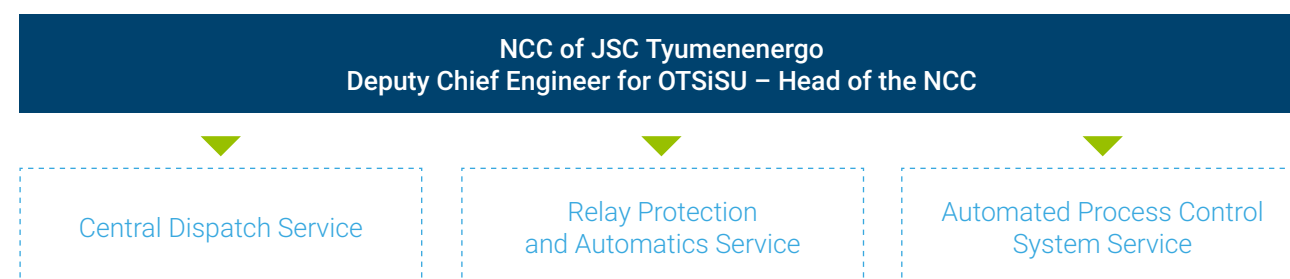 NCC of JSC Tyumenenergo
Deputy Chief Engineer for OTSiSU – Head of the NCC
Central Dispatch Service
Relay Protection
and Automatics Service
Automated Process Control
System Service